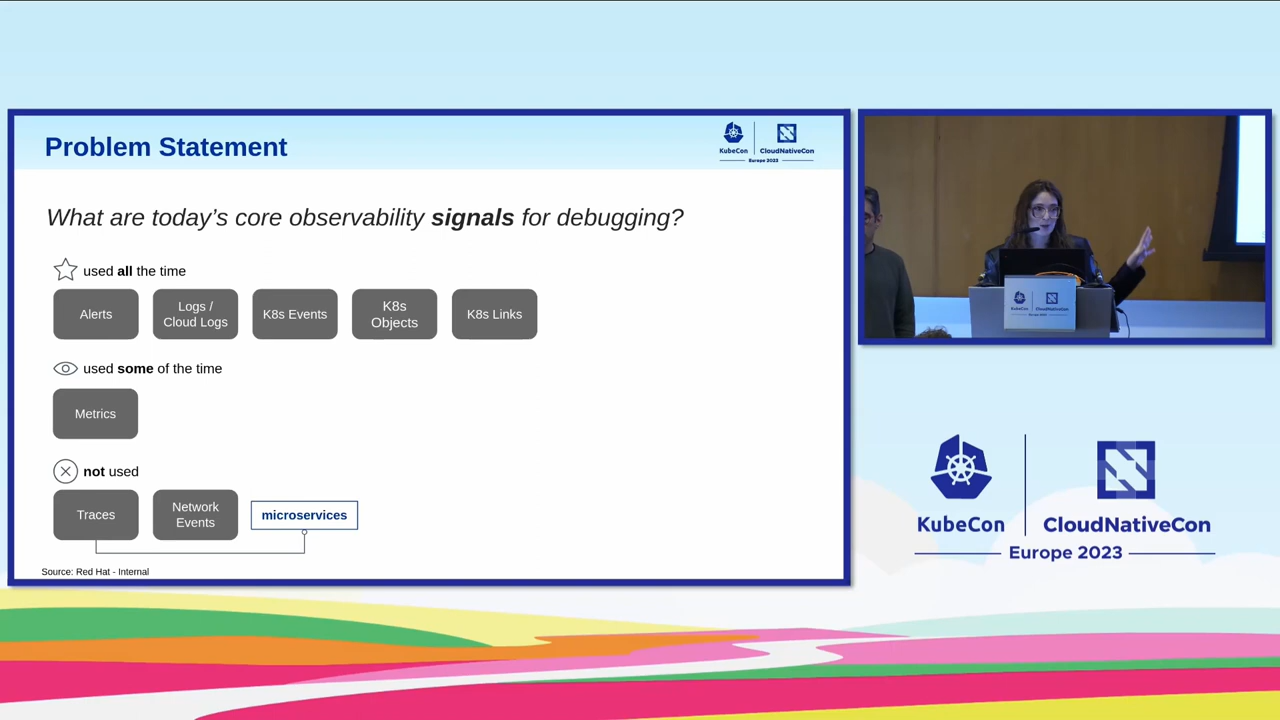 Problem Statement
KubeCon
CloudNativeCon
Europe 2023
What are today's core observability signals for debugging?
used all the time
Alerts
Logs /
Cloud Logs
K8s Events
K8s
Objects
K8s Links
used some of the time
Metrics
not used
Traces
Network
Events
microservices
Source: Red Hat - Internal
KubeCon
CloudNativeCon
Europe 2023